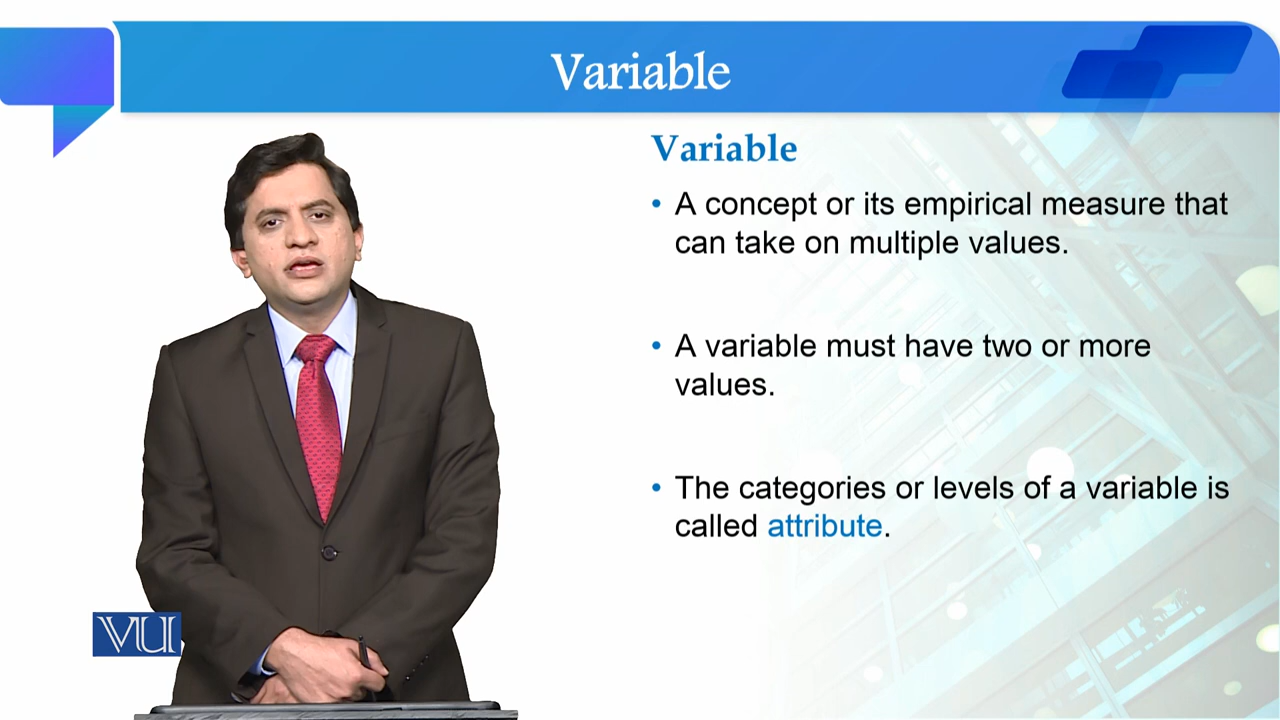 Variable
Variable
• A concept or its empirical measure that
can take on multiple values.
• A variable must have two or more
values.
• The categories or levels of a variable is
called attribute.
VU